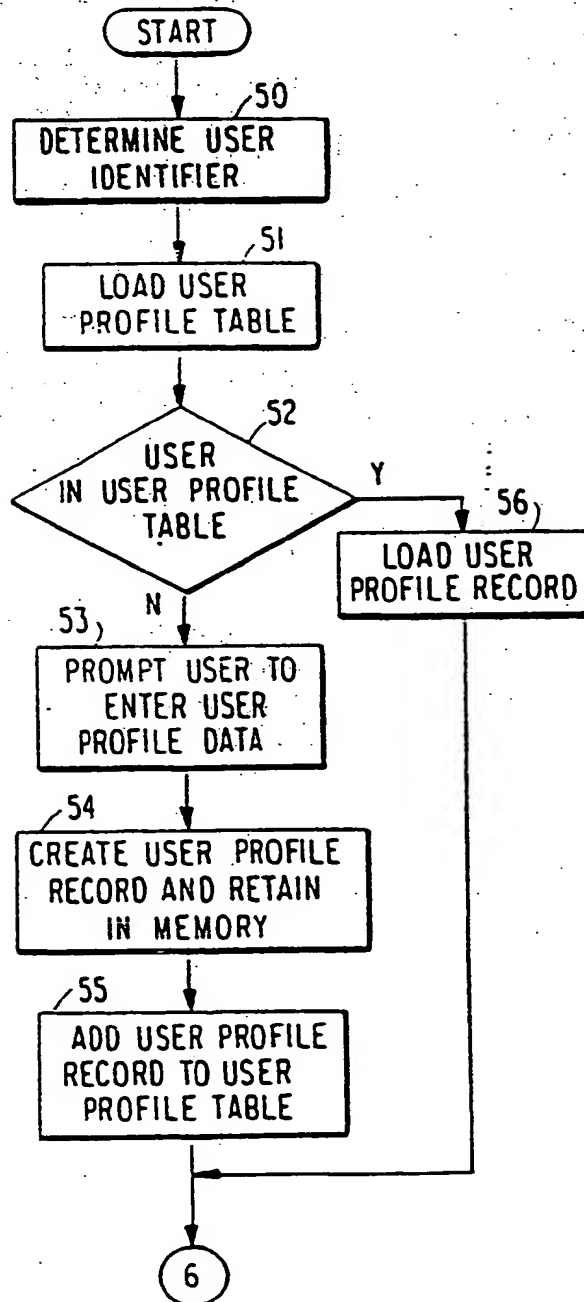 START
50
DETERMINE USER
IDENTIFIER
51
LOAD USER
PROFILE TABLE
52
USER
IN USER PROFILE
TABLE
Y
56
LOAD USER
PROFILE RECORD
N
53
PROMPT USER TO
ENTER USER
PROFILE DATA
54
CREATE USER PROFILE
RECORD AND RETAIN
IN MEMORY
55
ADD USER PROFILE
RECORD TO USER
PROFILE TABLE
6